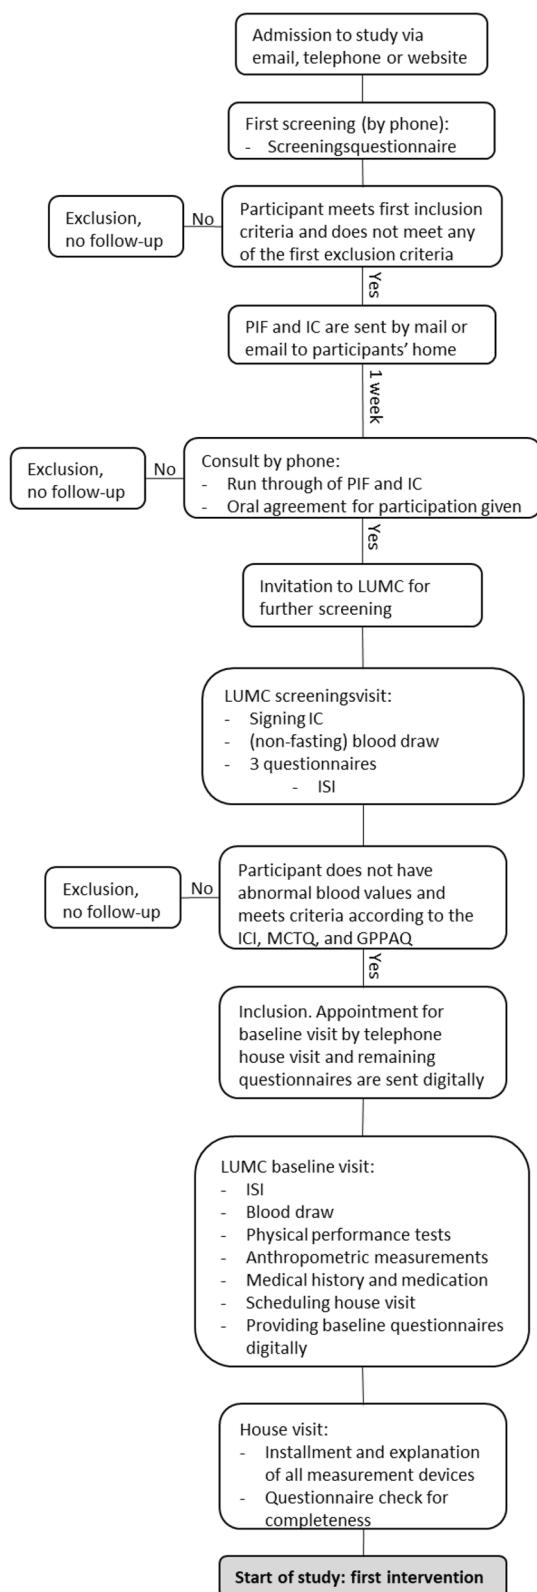 Admission to study via
email, telephone or website
First screening (by phone):
- Screeningsquestionnaire
Exclusion,
no follow-up
No
Participant meets first inclusion
criteria and does not meet any
of the first exclusion criteria
Yes
PIF and IC are sent by mail or
email to participants' home
1 week
Exclusion,
no follow-up
No
Consult by phone:
- Run through of PIF and IC
- Oral agreement for participation given
Yes
Invitation to LUMC for
further screening
LUMC screeningsvisit:
- Signing IC
- (non-fasting) blood draw
- 3 questionnaires
- ISI
Exclusion,
no follow-up
No
Participant does not have
abnormal blood values and
meets criteria according to the
ICI, MCTQ, and GPPAQ
Yes
Inclusion. Appointment for
baseline visit by telephone
house visit and remaining
questionnaires are sent digitally
LUMC baseline visit:
- ISI
- Blood draw
- Physical performance tests
- Anthropometric measurements
- Medical history and medication
- Scheduling house visit
- Providing baseline questionnaires
digitally
House visit:
- Installment and explanation
of all measurement devices
- Questionnaire check for
completeness
Start of study: first intervention